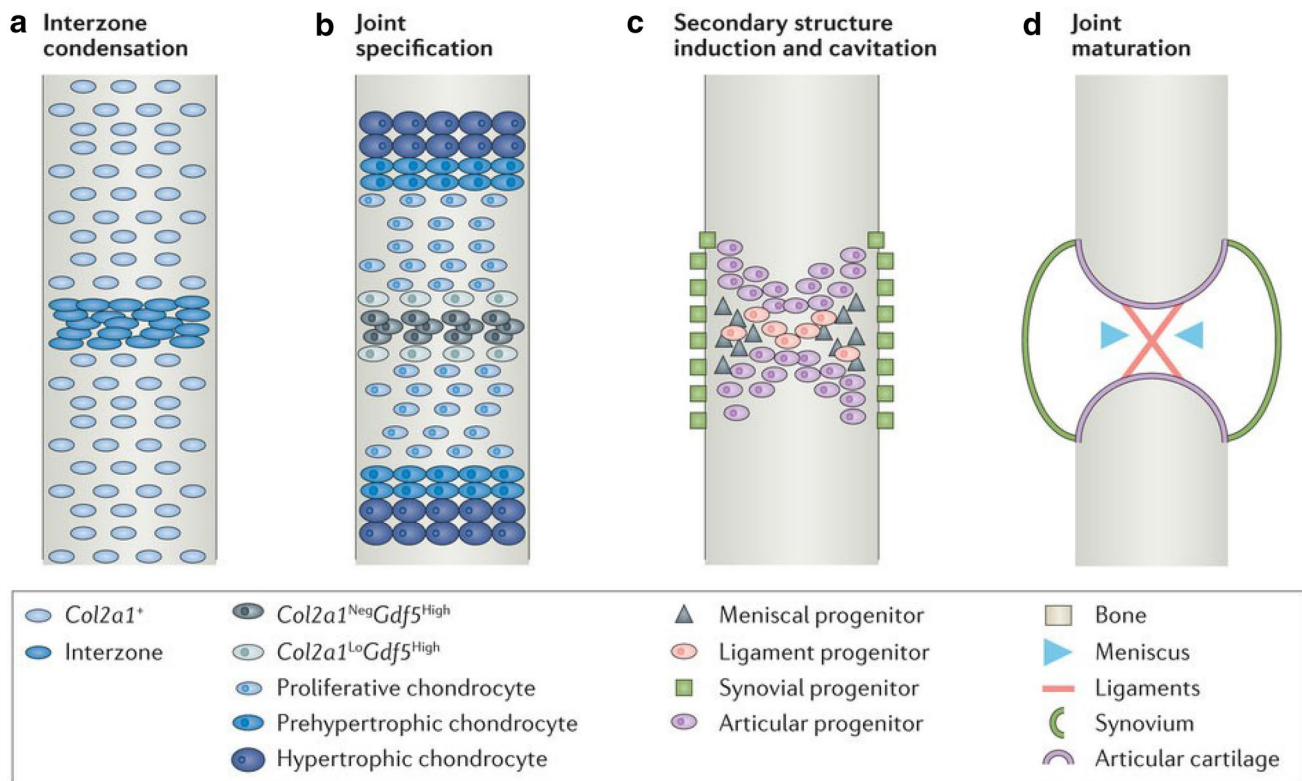 a Interzone
condensation
b Joint
specification
c Secondary structure
induction and cavitation
d Joint
maturation
Col2a1⁺
Interzone
Col2a1ᴺᵉᵍGdf5ᴴⁱᵍʰ
Col2a1ᴸᵒGdf5ᴴⁱᵍʰ
Proliferative chondrocyte
Prehypertrophic chondrocyte
Hypertrophic chondrocyte
Meniscal progenitor
Ligament progenitor
Synovial progenitor
Articular progenitor
Bone
Meniscus
Ligaments
Synovium
Articular cartilage